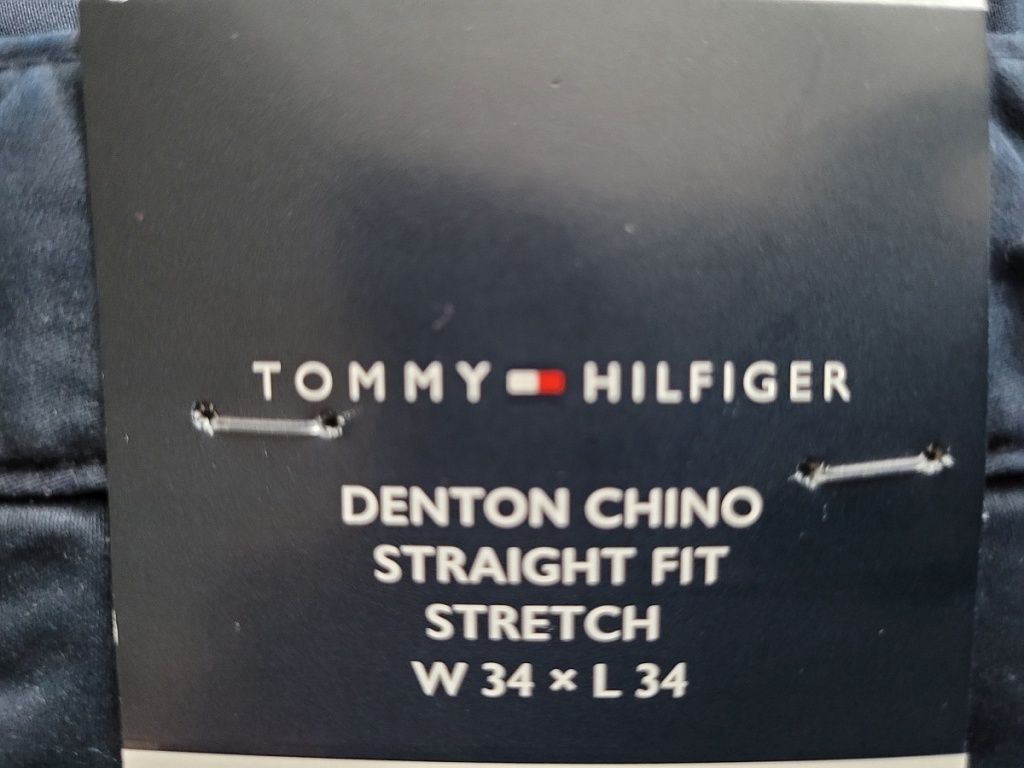 TOMMY HILFIGER
DENTON CHINO
STRAIGHT FIT
STRETCH
W 34 × L 34